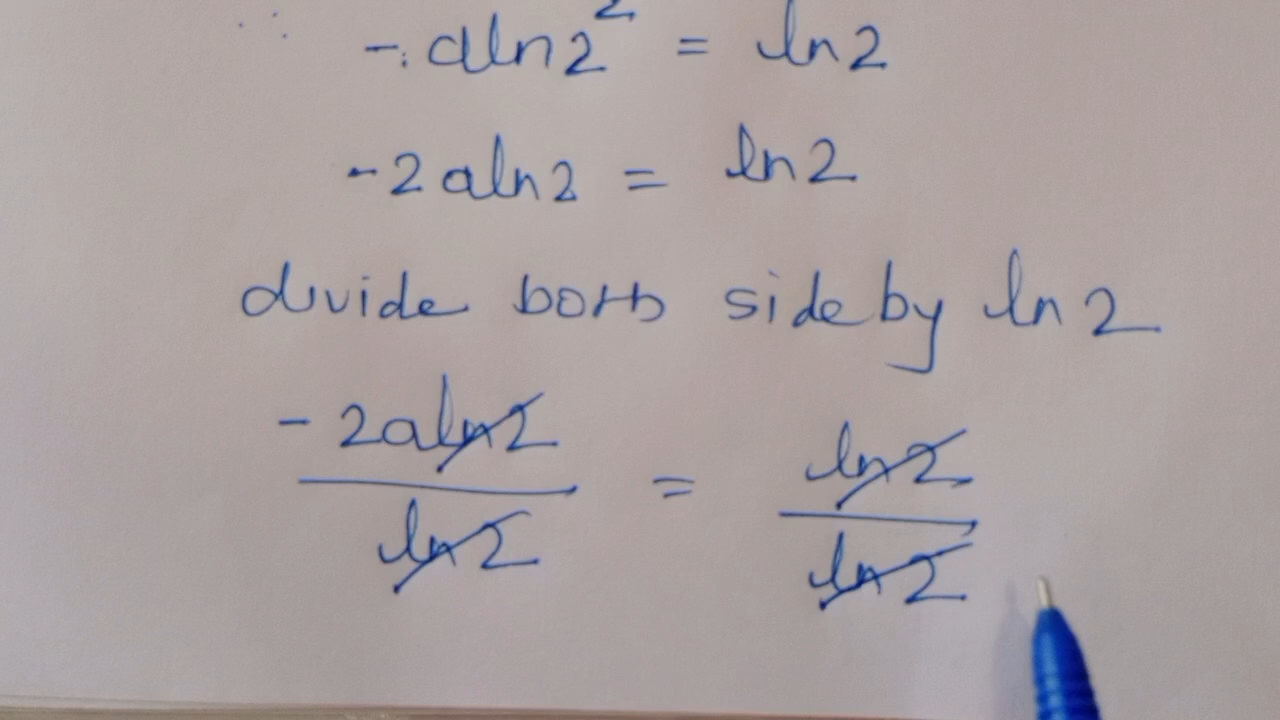 -aln2² = ln2
-2aln2 = ln2
divide both side by ln2
-2aln2/ln2 = ln2/ln2